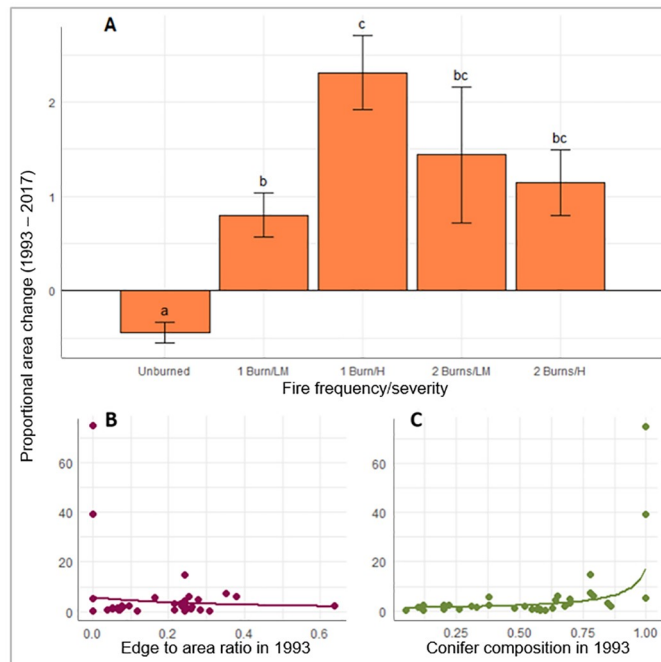 A
c
bc
bc
b
a
2
1
0
Proportional area change (1993 – 2017)
Unburned 1 Burn/LM 1 Burn/H 2 Burns/LM 2 Burns/H
Fire frequency/severity
B
60
40
20
0
0.0 0.2 0.4 0.6
Edge to area ratio in 1993
C
60
40
20
0
0.25 0.50 0.75 1.00
Conifer composition in 1993